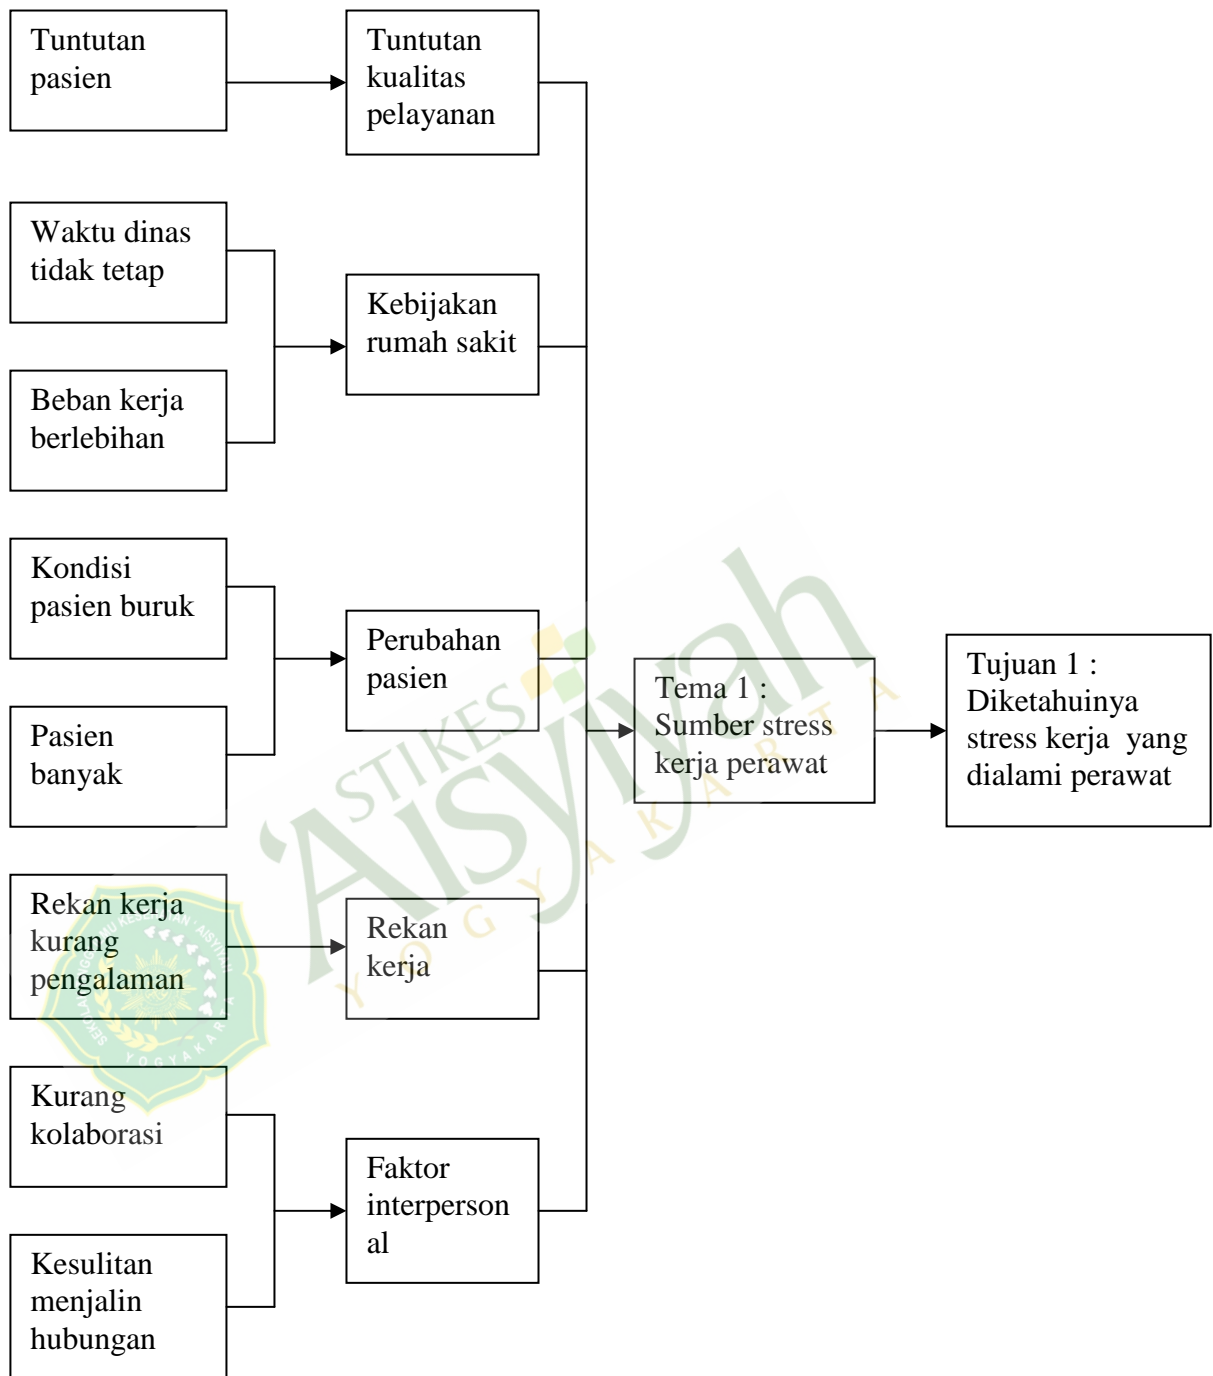 Tuntutan
pasien
Tuntutan
kualitas
pelayanan
Waktu dinas
tidak tetap
Kebijakan
rumah sakit
Beban kerja
berlebihan
Kondisi
pasien buruk
Perubahan
pasien
Pasien
banyak
Tema 1 :
Sumber stress
kerja perawat
Tujuan 1 :
Diketahuinya
stress kerja yang
dialami perawat
Rekan kerja
kurang
pengalaman
Rekan
kerja
Kurang
kolaborasi
Faktor
interperson
al
Kesulitan
menjalin
hubungan
STIKES
'Aisyiyah
YOGYAKARTA